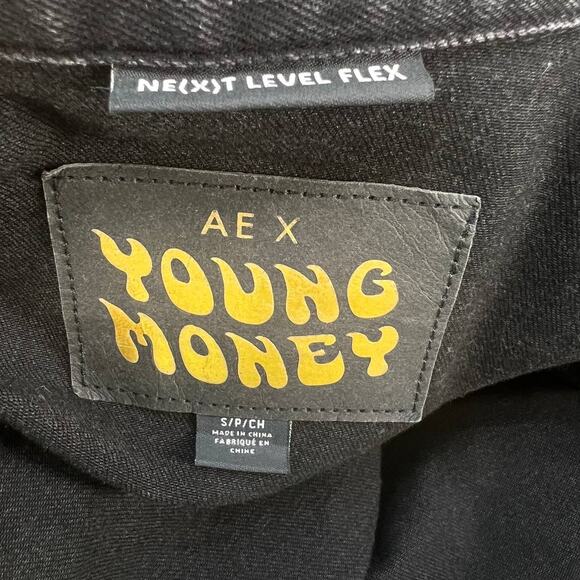 NE(X)T LEVEL FLEX
AE X
YOUNG
MONEY
S/P/CH
MADE IN CHINA
FABRIQUÉ EN
CHINE